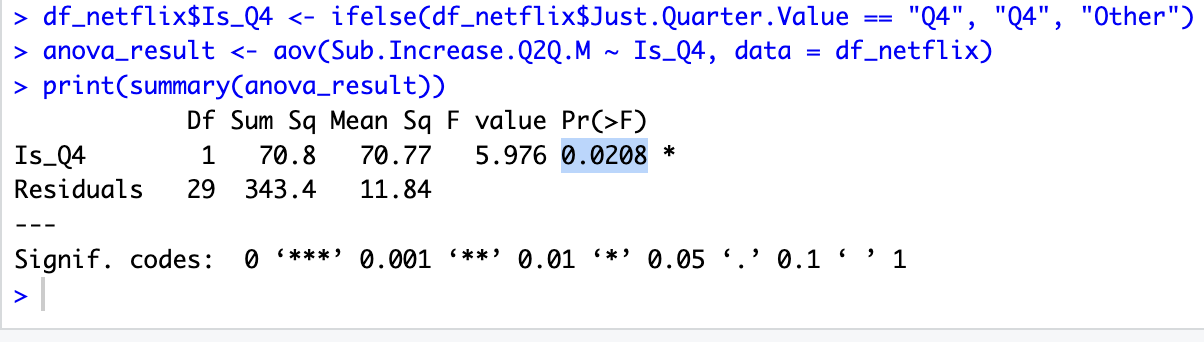 > df_netflix$Is_Q4 <- ifelse(df_netflix$Just.Quarter.Value == "Q4", "Q4", "Other")
> anova_result <- aov(Sub.Increase.Q2Q.M ~ Is_Q4, data = df_netflix)
> print(summary(anova_result))
            Df Sum Sq Mean Sq F value Pr(>F)
Is_Q4        1   70.8   70.77   5.976 0.0208 *
Residuals   29  343.4   11.84
---
Signif. codes:  0 ‘***’ 0.001 ‘**’ 0.01 ‘*’ 0.05 ‘.’ 0.1 ‘ ’ 1
>